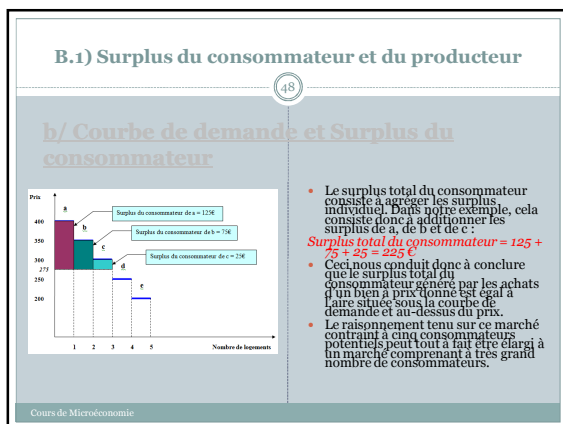 B.1) Surplus du consommateur et du producteur
48
b/ Courbe de demande et Surplus du
consommateur
Prix
a
400
Surplus du consommateur de a = 125€
b
350
Surplus du consommateur de b = 75€
c
300
Surplus du consommateur de c = 25€
275
d
250
e
200
1 2 3 4 5 Nombre de logements
• Le surplus total du consommateur
consiste à agréger les surplus
individuel. Dans notre exemple, cela
consiste donc à additionner les
surplus de a, de b et de c :
Surplus total du consommateur = 125 +
75 + 25 = 225 €
• Ceci nous conduit donc à conclure
que le surplus total du
consommateur généré par les achats
d'un bien à prix donné est égal à
l'aire située sous la courbe de
demande et au-dessus du prix.
• Le raisonnement tenu sur ce marché
contraint à cinq consommateurs
potentiels peut tout à fait être élargi à
un marché comprenant à très grand
nombre de consommateurs.
Cours de Microéconomie